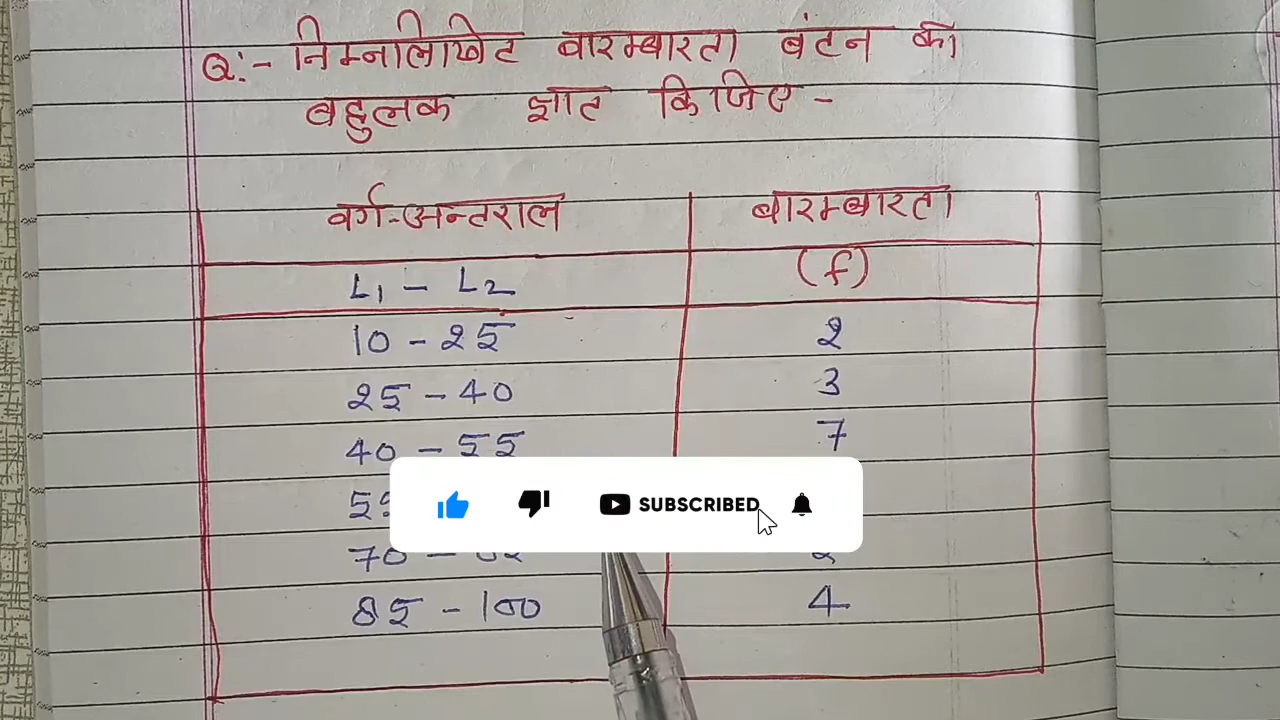 Q:- निम्नलिखित बारम्बारता बंटन का
बहुलक ज्ञात किजिए -
वर्ग-अन्तराल बारम्बारता
L₁ - L₂ (f)
10 - 25 2
25 - 40 3
40 - 55 7
SUBSCRIBED
70 -
85 - 100 4